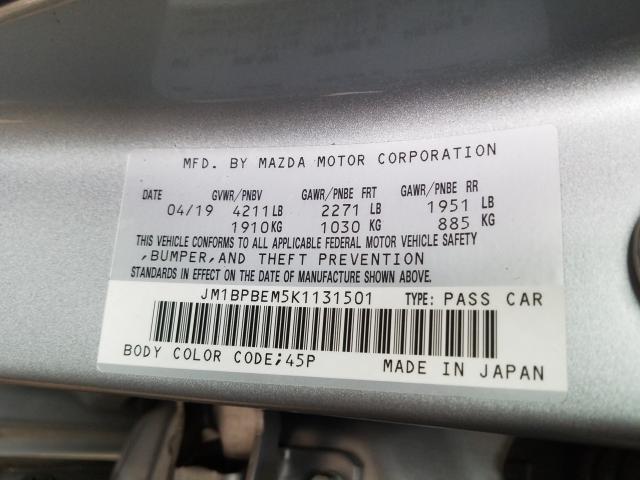 MFD. BY MAZDA MOTOR CORPORATION
DATE GVWR/PNBV GAWR/PNBE FRT GAWR/PNBE RR
04/19 4211LB 2271 LB 1951 LB
1910KG 1030 KG 885 KG
THIS VEHICLE CONFORMS TO ALL APPLICABLE FEDERAL MOTOR VEHICLE SAFETY
,BUMPER,AND THEFT PREVENTION
STANDARDS IN EFFECT ON THE DATE OF MANUFACTURE SHOWN ABOVE.
JM1BPBEM5K1131501 TYPE: PASS CAR
BODY COLOR CODE;45P MADE IN JAPAN